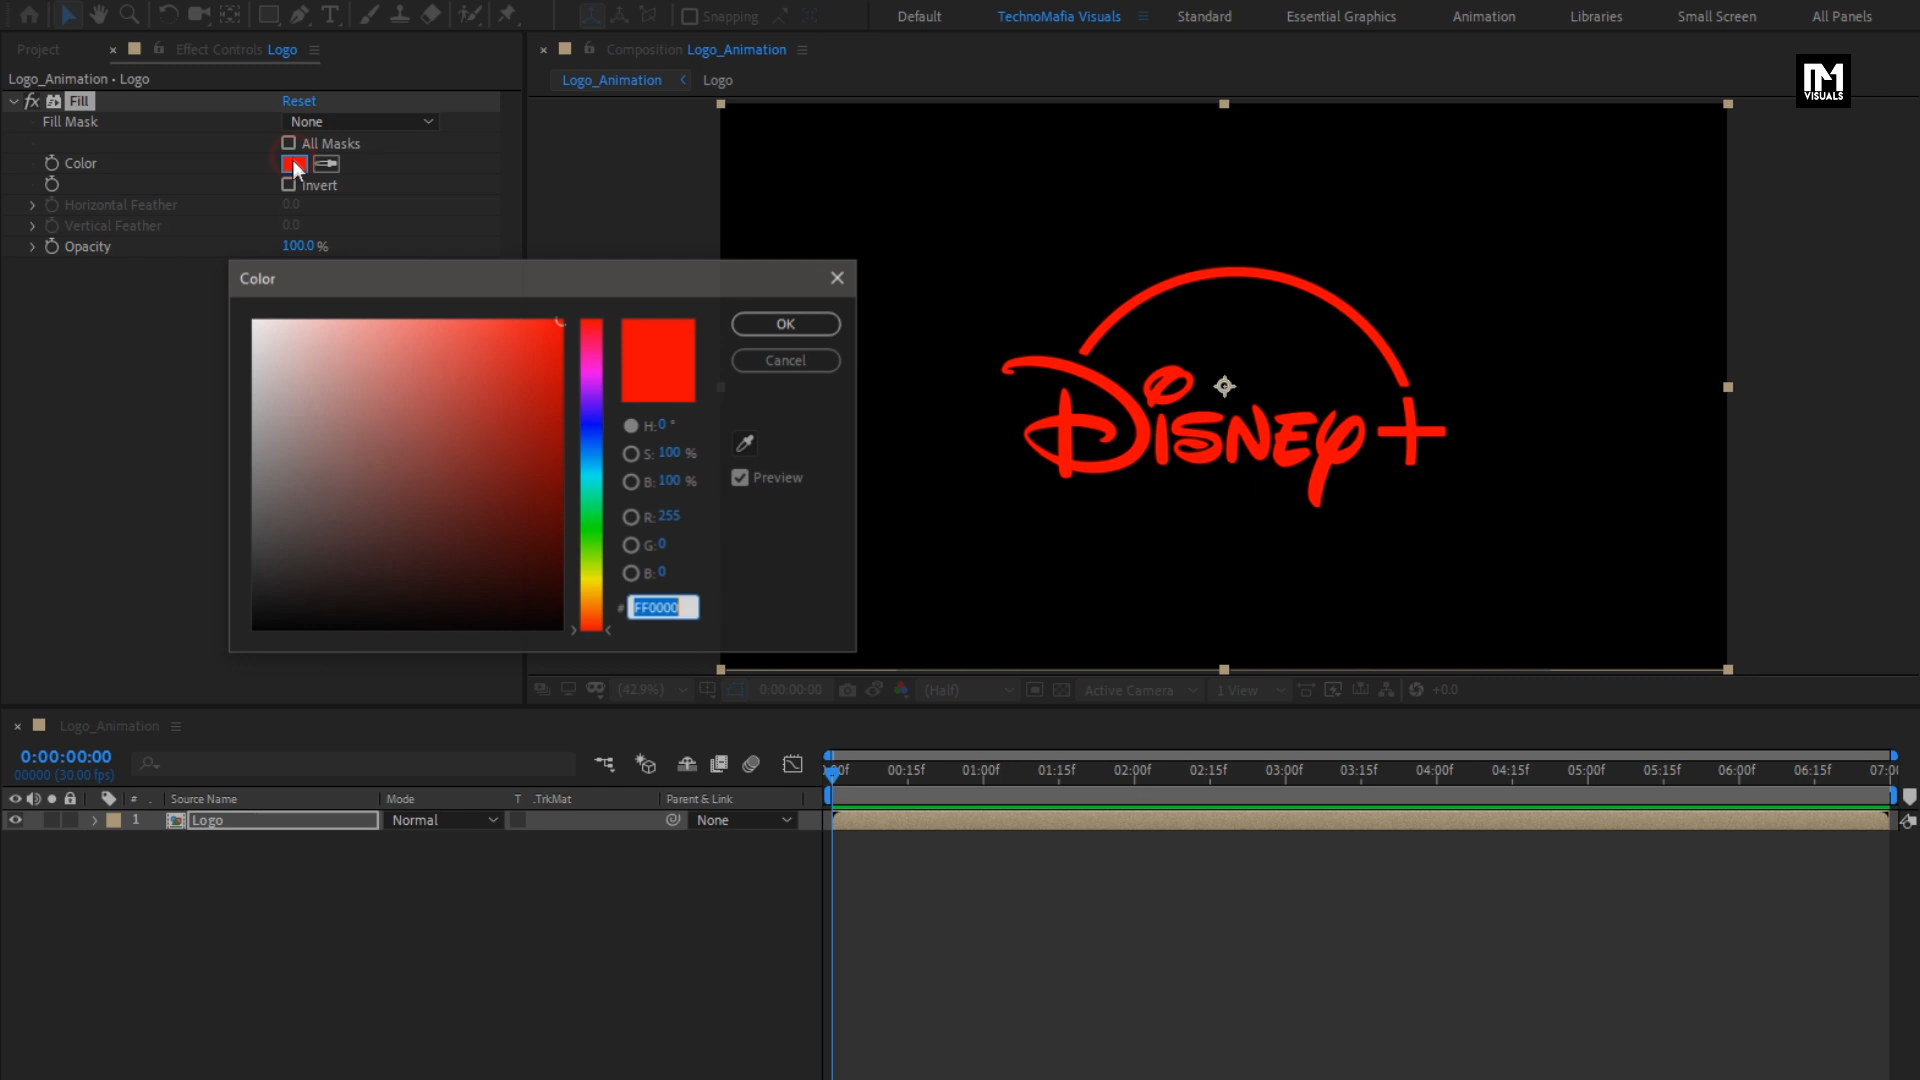 Snapping
Default
TechnoMafia Visuals
Standard
Essential Graphics
Animation
Libraries
Small Screen
All Panels
Project
Effect Controls Logo
Composition Logo_Animation
TM
VISUALS
Logo_Animation • Logo
Logo_Animation
Logo
fx Fill
Reset
Fill Mask
None
All Masks
Color
Invert
Horizontal Feather
0.0
Vertical Feather
0.0
Opacity
100.0 %
Color
OK
Cancel
H: 0 °
S: 100 %
B: 100 %
Preview
R: 255
G: 0
B: 0
# FF0000
Disney+
(42.9%)
0:00:00:00
(Half)
Active Camera
1 View
+0.0
Logo_Animation
0:00:00:00
00000 (30.00 fps)
:00f 00:15f 01:00f 01:15f 02:00f 02:15f 03:00f 03:15f 04:00f 04:15f 05:00f 05:15f 06:00f 06:15f 07:0
# . Source Name Mode T .TrkMat Parent & Link
1 Logo Normal None